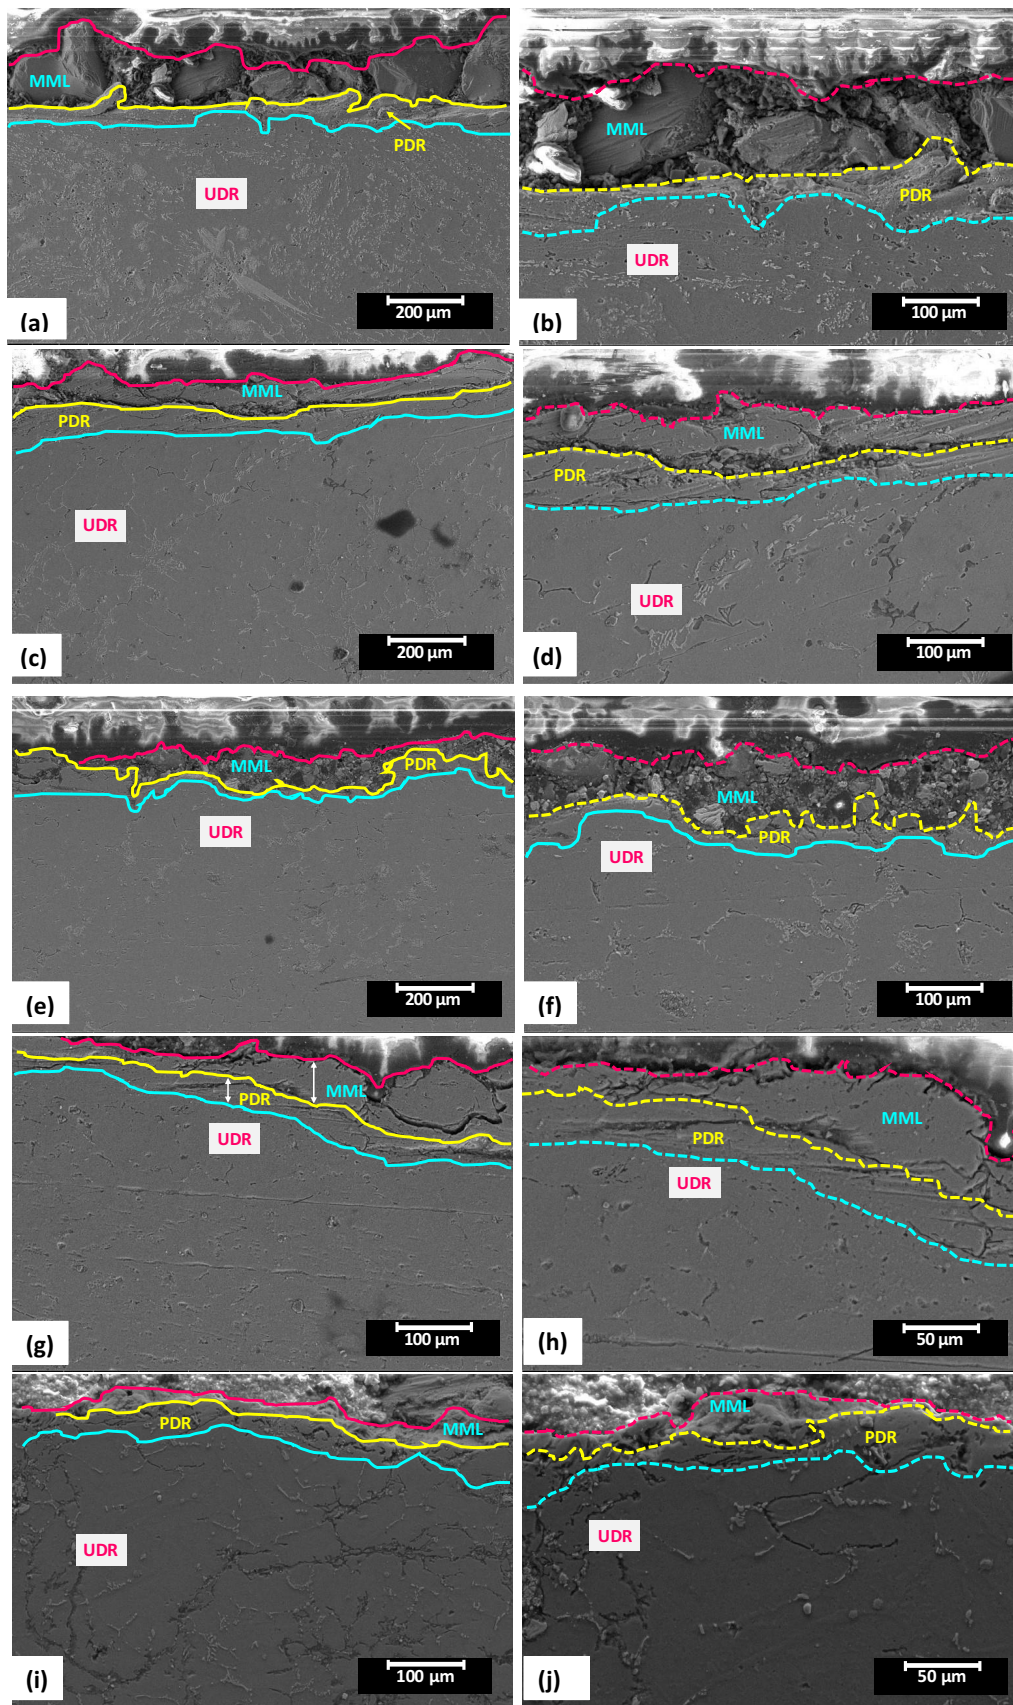 MML
PDR
UDR
200 µm
(a)
MML
PDR
UDR
100 µm
(b)
MML
PDR
UDR
200 µm
(c)
MML
PDR
UDR
100 µm
(d)
PDR
MML
UDR
200 µm
(e)
MML
PDR
UDR
100 µm
(f)
MML
PDR
UDR
100 µm
(g)
MML
PDR
UDR
50 µm
(h)
PDR
MML
UDR
100 µm
(i)
MML
PDR
UDR
50 µm
(j)